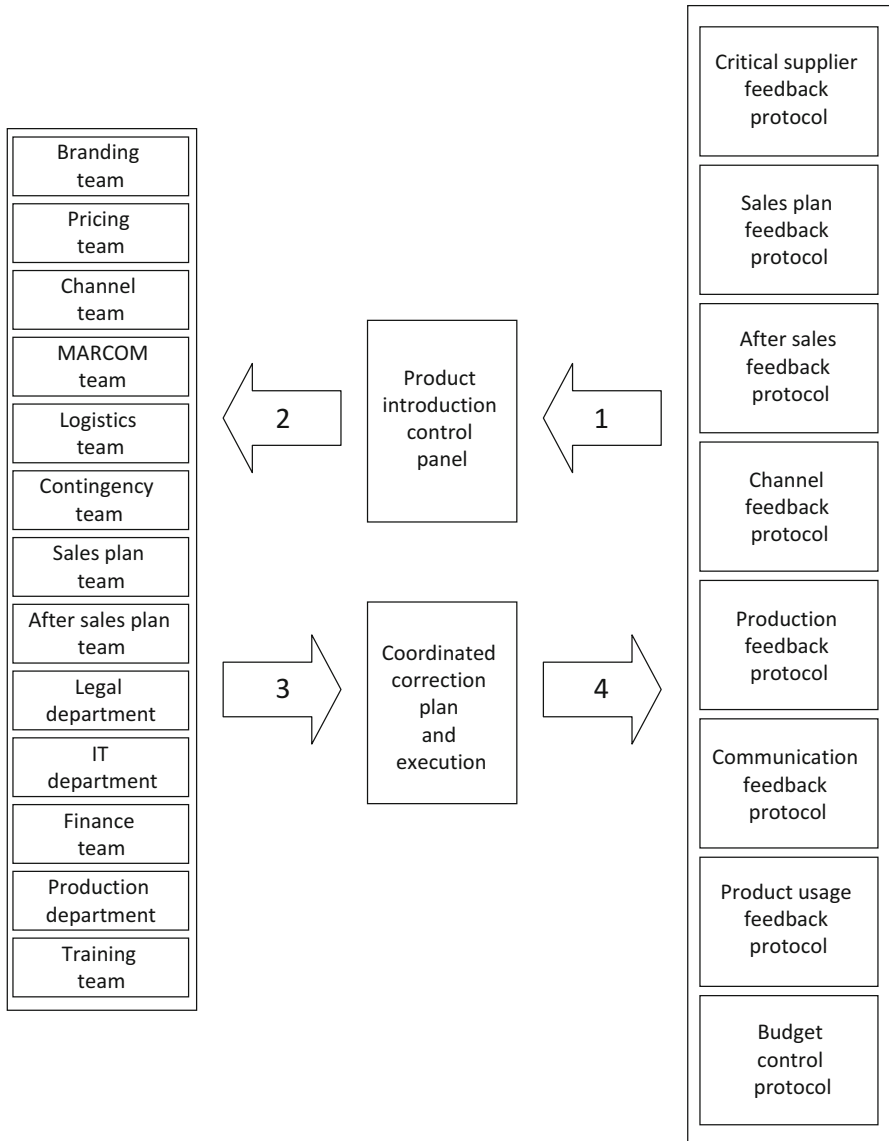 Branding
team
Pricing
team
Channel
team
MARCOM
team
Logistics
team
Contingency
team
Sales plan
team
After sales plan
team
Legal
department
IT
department
Finance
team
Production
department
Training
team
2
Product
introduction
control
panel
1
3
Coordinated
correction
plan
and
execution
4
Critical supplier
feedback
protocol
Sales plan
feedback
protocol
After sales
feedback
protocol
Channel
feedback
protocol
Production
feedback
protocol
Communication
feedback
protocol
Product usage
feedback
protocol
Budget
control
protocol